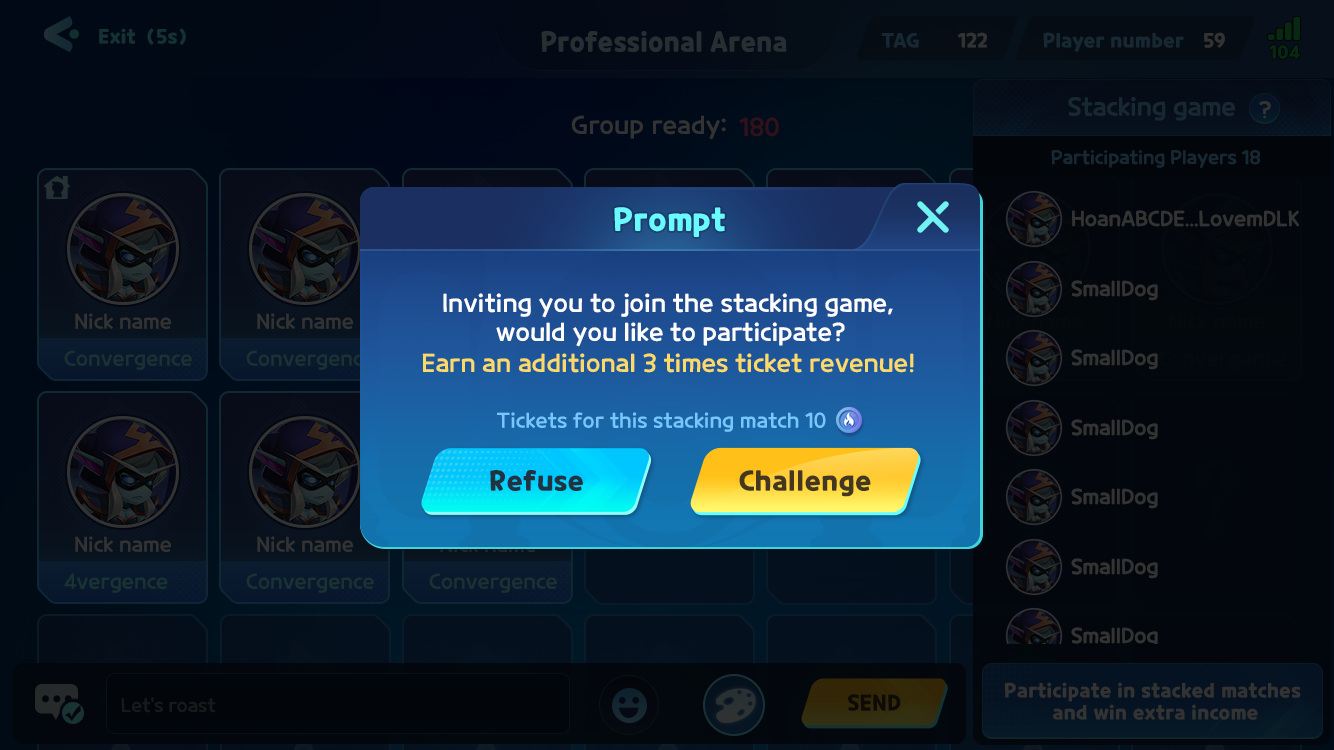 Exit (5s)
Professional Arena
TAG 122
Player number 59
104
Group ready: 180
Stacking game ?
Participating Players 18
HoanABCDE...LovemDLK
SmallDog
SmallDog
SmallDog
SmallDog
SmallDog
SmallDog
Nick name
Convergence
Nick name
Prompt
Inviting you to join the stacking game,
would you like to participate?
Earn an additional 3 times ticket revenue!
Tickets for this stacking match 10
Refuse
Challenge
Nick name
4vergence
Nick name
Convergence
Convergence
Let's roast
SEND
Participate in stacked matches
and win extra income